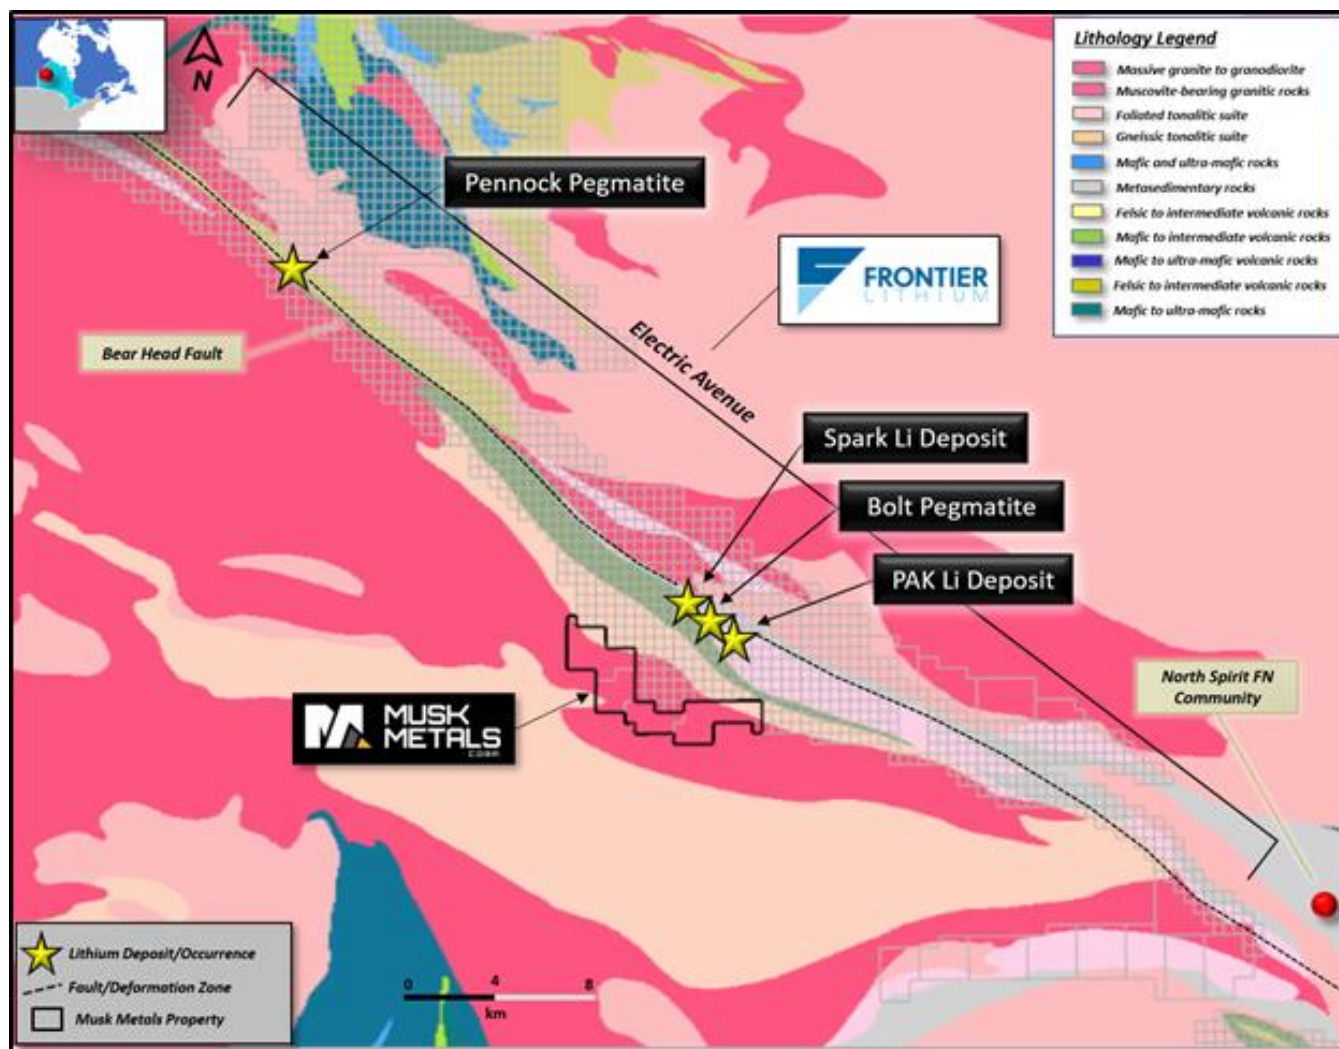 N
Pennock Pegmatite
FRONTIER
LITHIUM
Bear Head Fault
Electric Avenue
Spark Li Deposit
Bolt Pegmatite
PAK Li Deposit
North Spirit FN
Community
MUSK
METALS
CORP.
Lithology Legend
Massive granite to granodiorite
Muscovite-bearing granitic rocks
Foliated tonalitic suite
Gneissic tonalitic suite
Mafic and ultra-mafic rocks
Metasedimentary rocks
Felsic to intermediate volcanic rocks
Mafic to intermediate volcanic rocks
Mafic to ultra-mafic volcanic rocks
Felsic to intermediate volcanic rocks
Mafic to ultra-mafic rocks
Lithium Deposit/Occurrence
Fault/Deformation Zone
Musk Metals Property
0 4 8
km